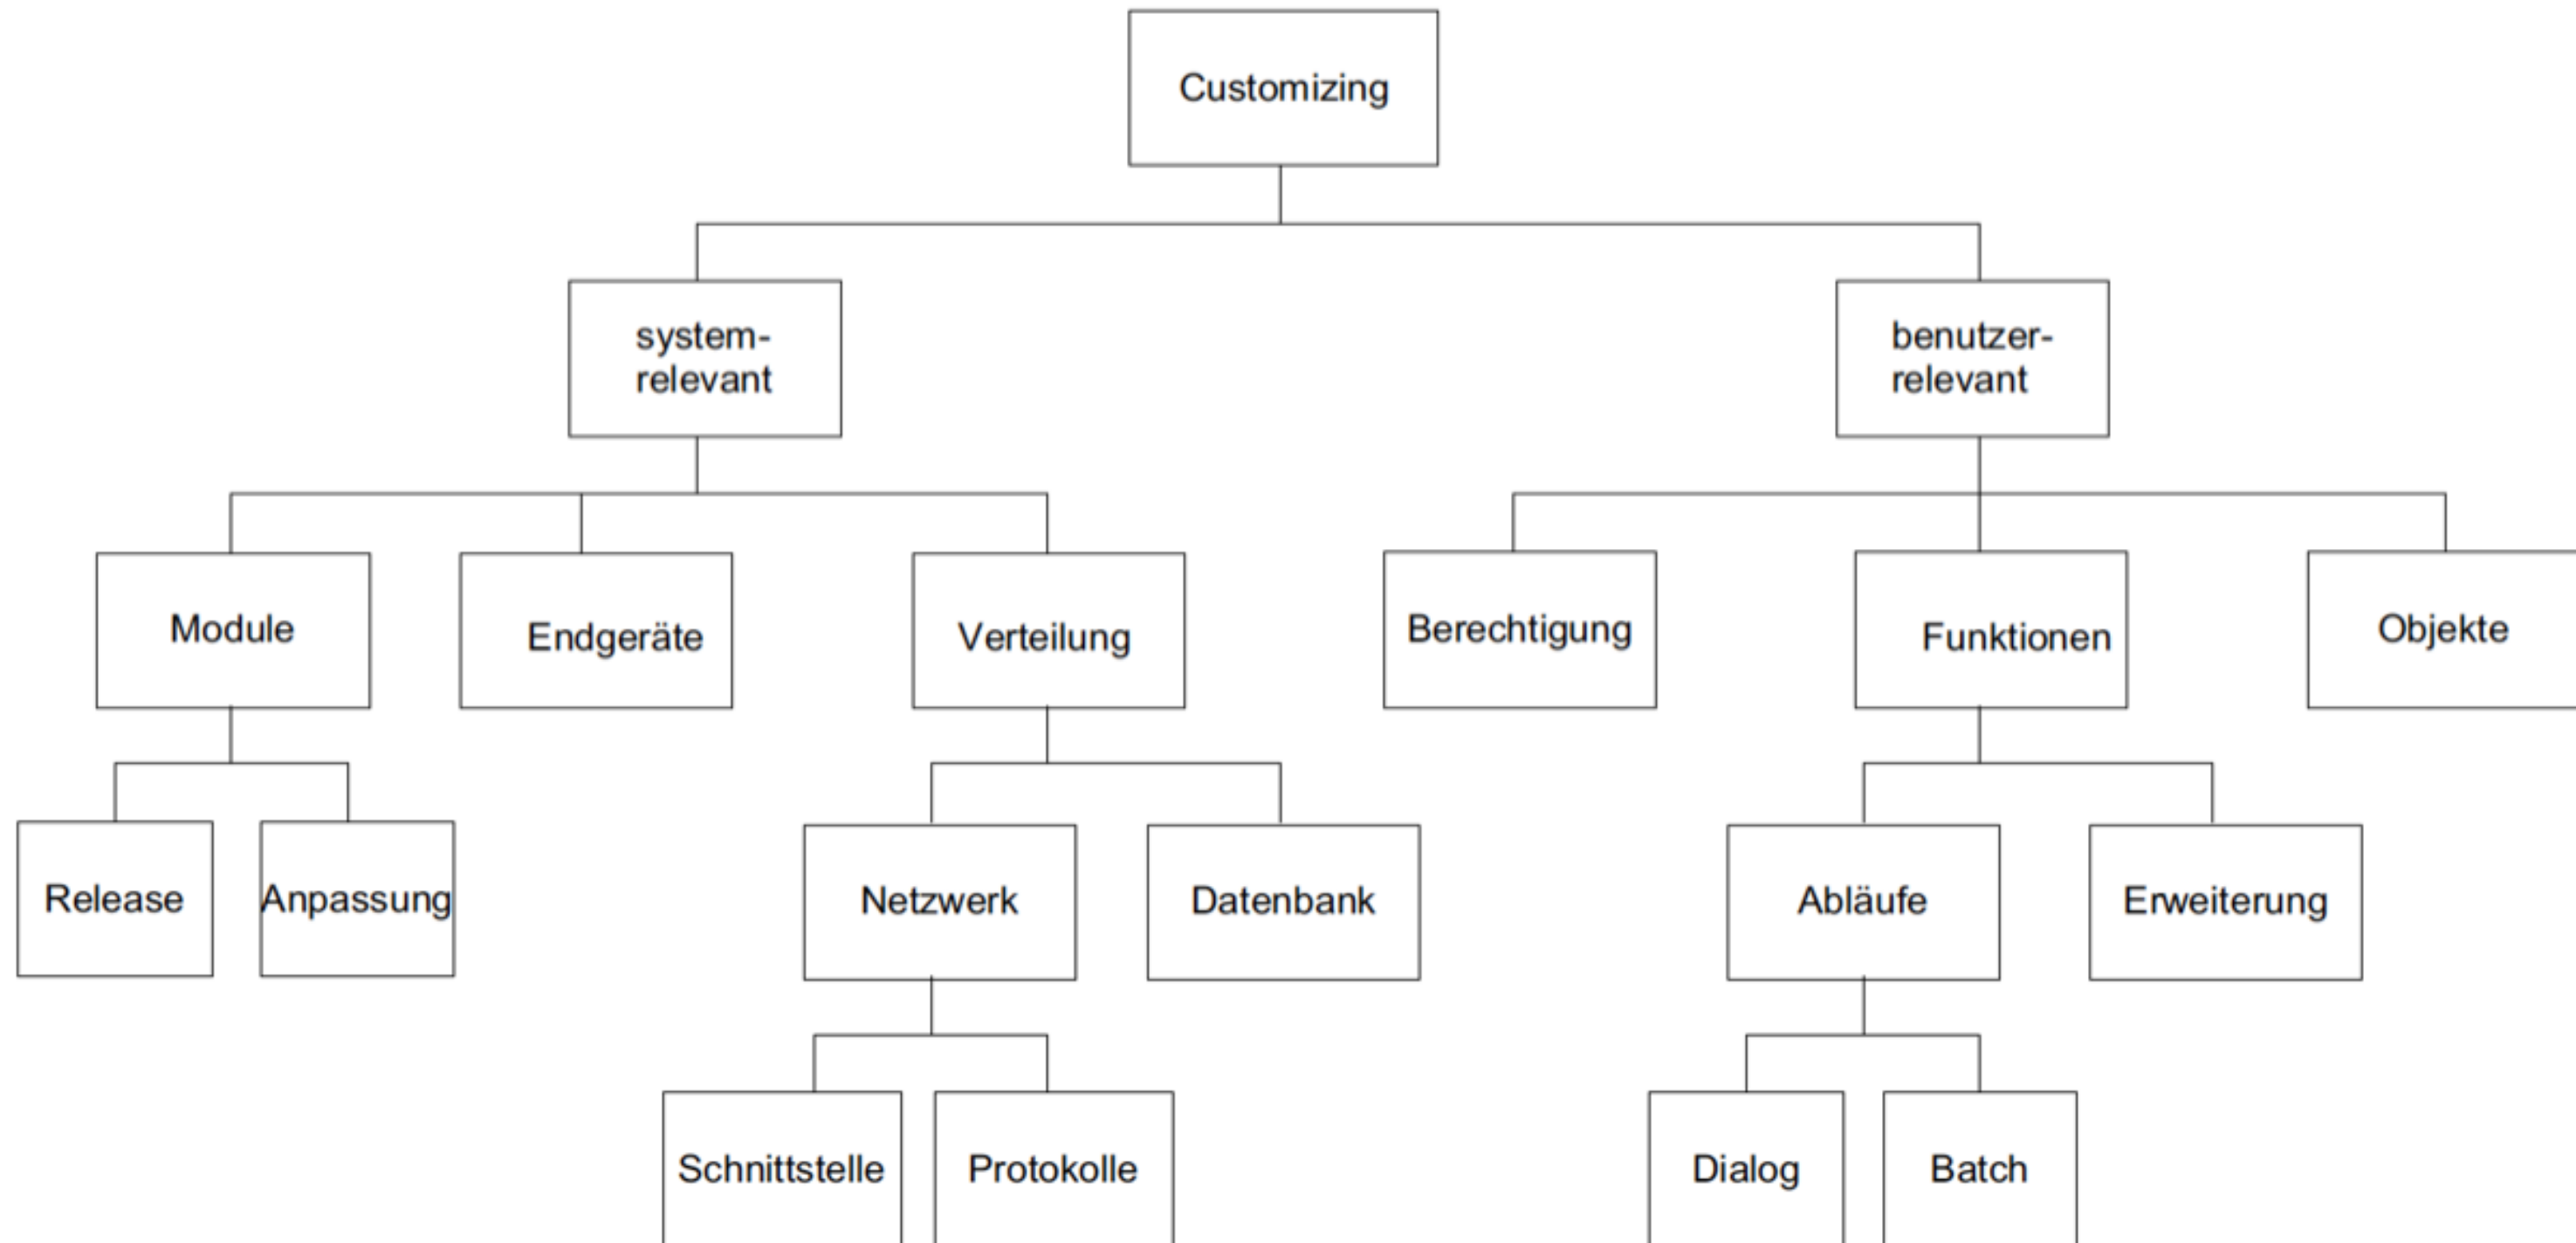 Customizing
system-
relevant
benutzer-
relevant
Module
Endgeräte
Verteilung
Berechtigung
Funktionen
Objekte
Release
Anpassung
Netzwerk
Datenbank
Abläufe
Erweiterung
Schnittstelle
Protokolle
Dialog
Batch